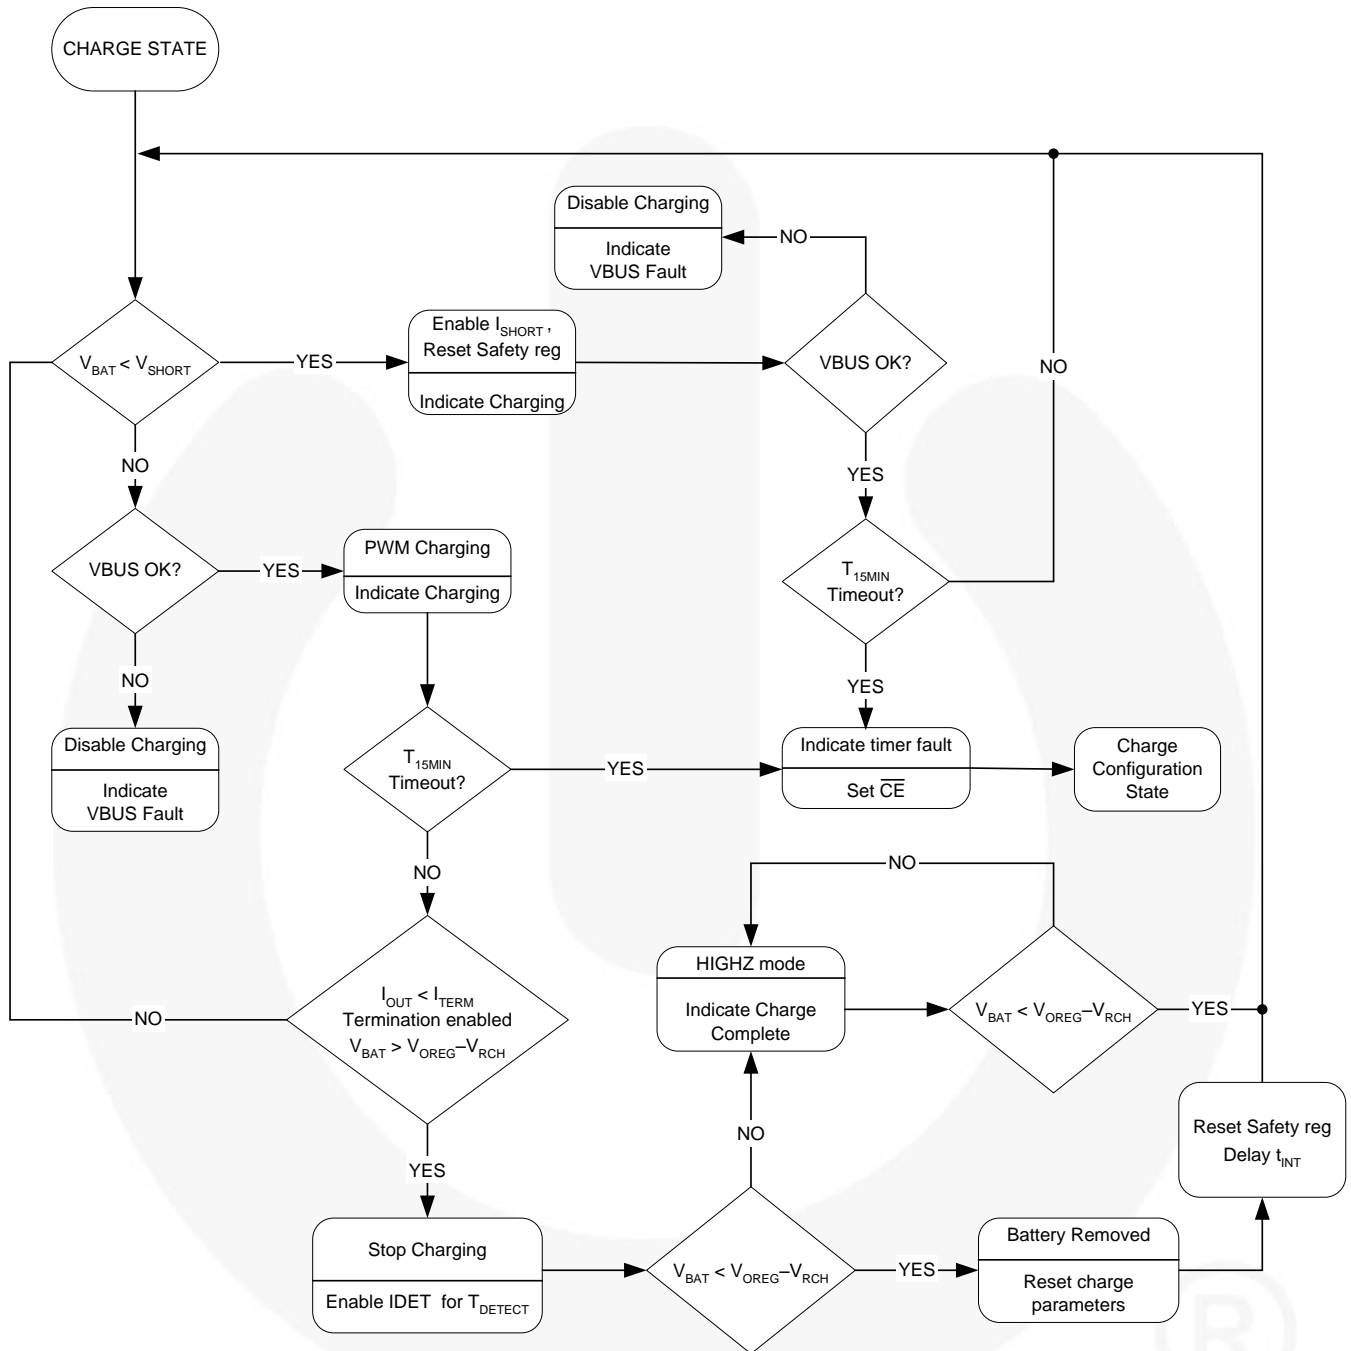 CHARGE STATE
Disable Charging
Indicate
VBUS Fault
NO
V_BAT < V_SHORT
YES
Enable I_SHORT ,
Reset Safety reg
Indicate Charging
VBUS OK?
NO
NO
YES
VBUS OK?
YES
PWM Charging
Indicate Charging
T_15MIN
Timeout?
NO
YES
Disable Charging
Indicate
VBUS Fault
T_15MIN
Timeout?
YES
Indicate timer fault
Set C̅E̅
Charge
Configuration
State
NO
NO
I_OUT < I_TERM
Termination enabled
V_BAT > V_OREG–V_RCH
NO
HIGHZ mode
Indicate Charge
Complete
V_BAT < V_OREG–V_RCH
YES
Reset Safety reg
Delay t_INT
YES
NO
Stop Charging
Enable IDET for T_DETECT
V_BAT < V_OREG–V_RCH
YES
Battery Removed
Reset charge
parameters
®